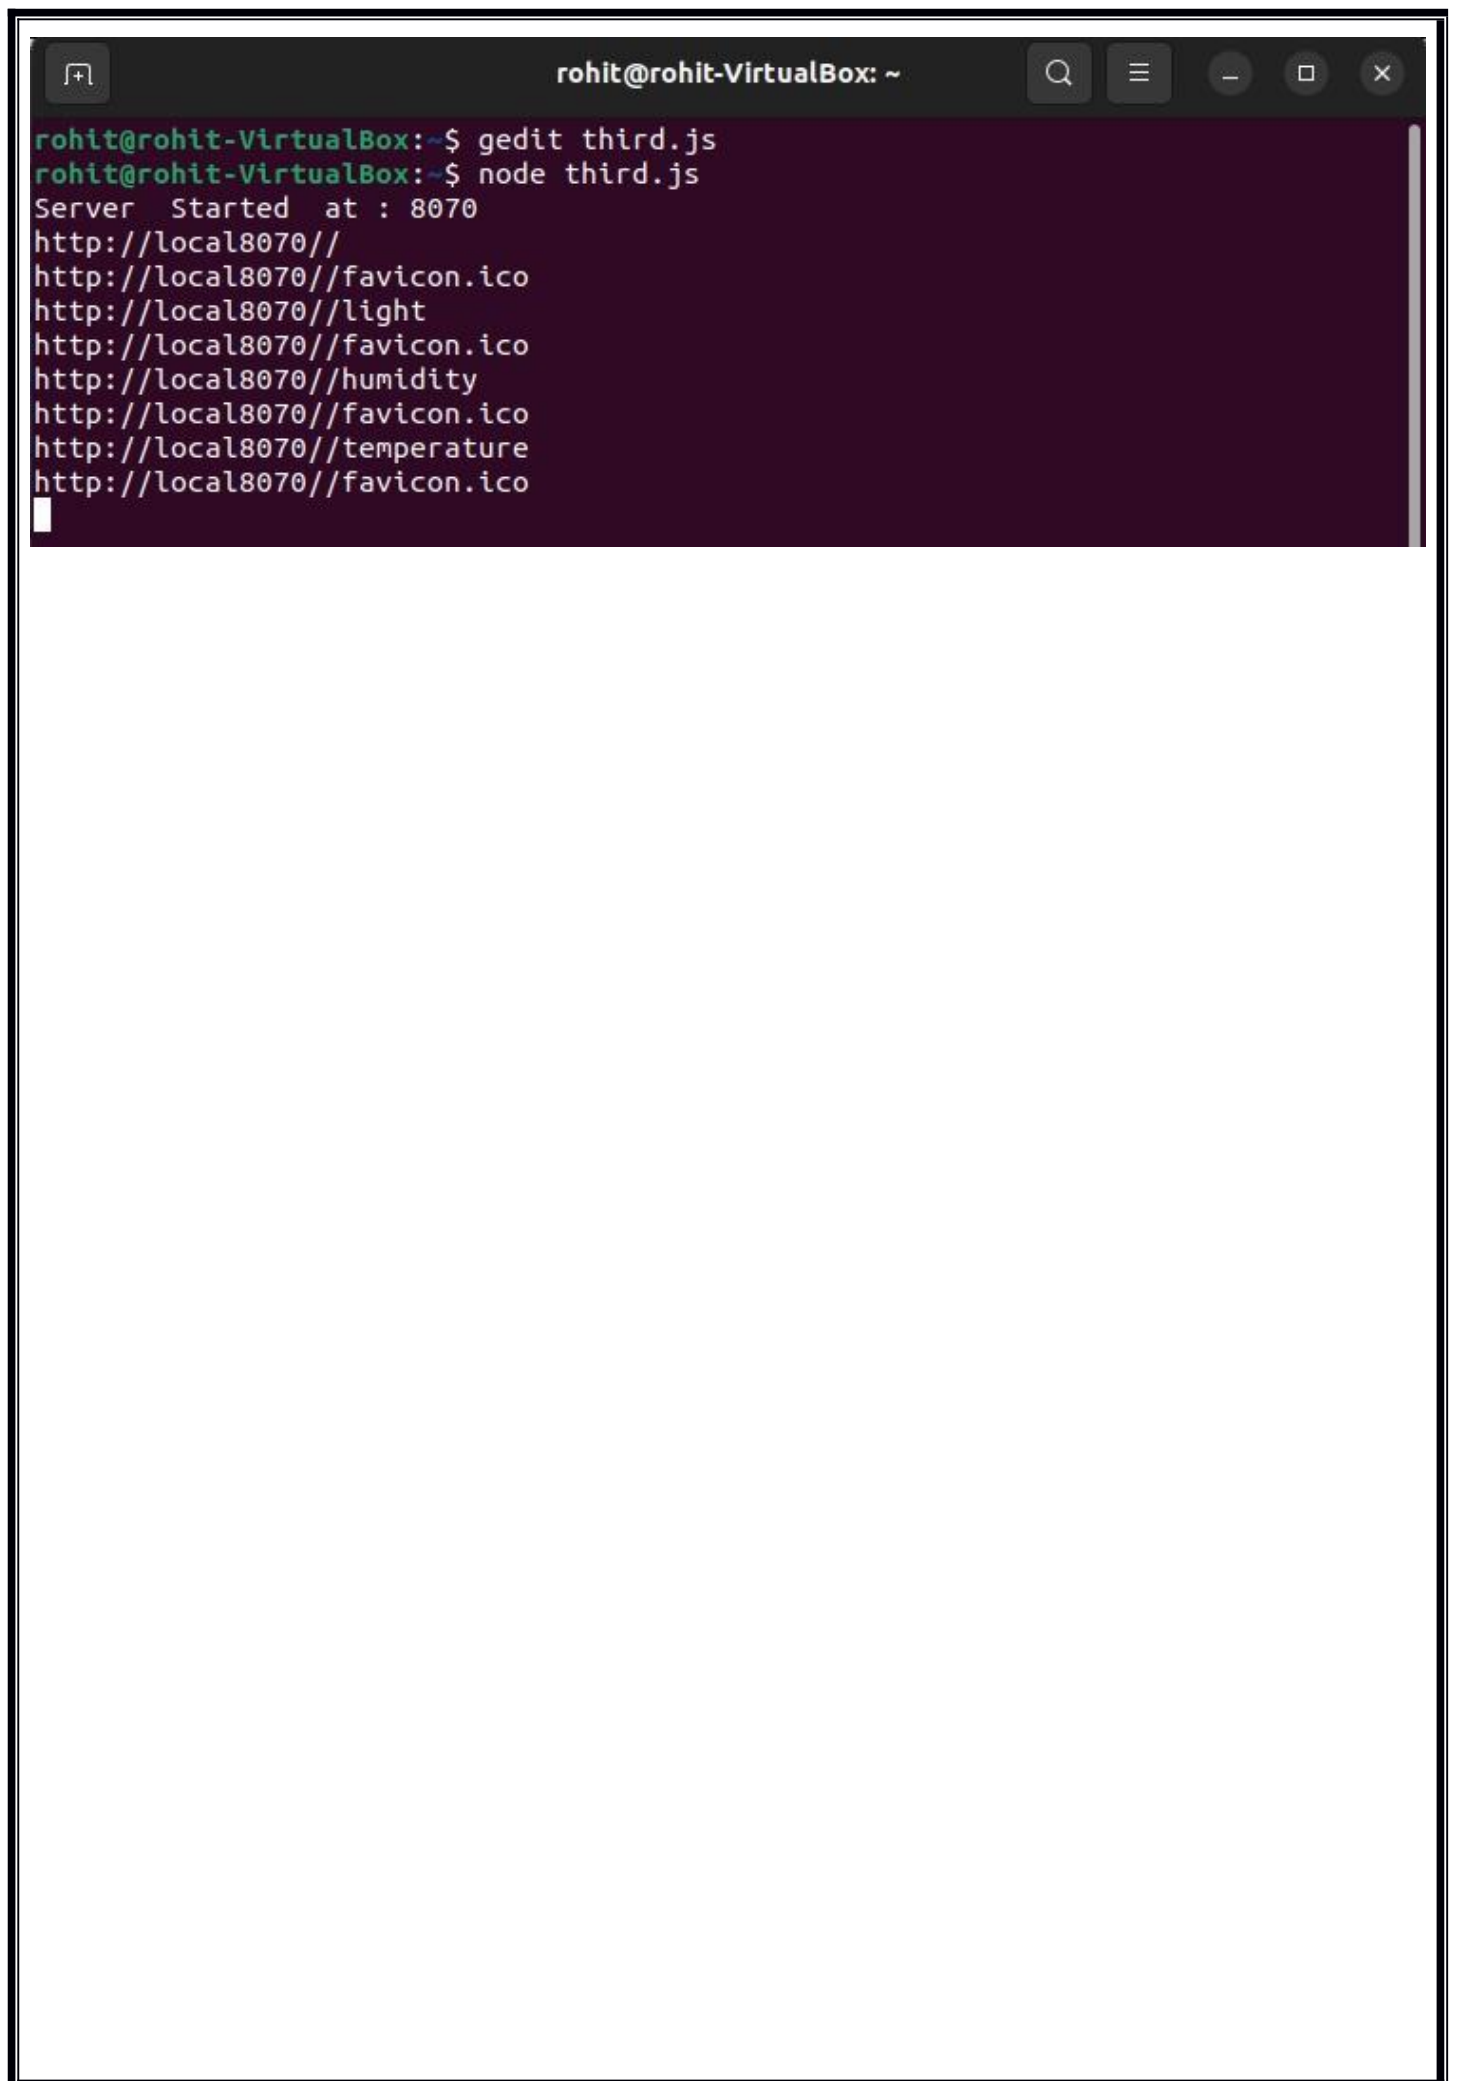 rohit@rohit-VirtualBox: ~
rohit@rohit-VirtualBox:~$ gedit third.js
rohit@rohit-VirtualBox:~$ node third.js
Server  Started  at : 8070
http://local8070//
http://local8070//favicon.ico
http://local8070//light
http://local8070//favicon.ico
http://local8070//humidity
http://local8070//favicon.ico
http://local8070//temperature
http://local8070//favicon.ico